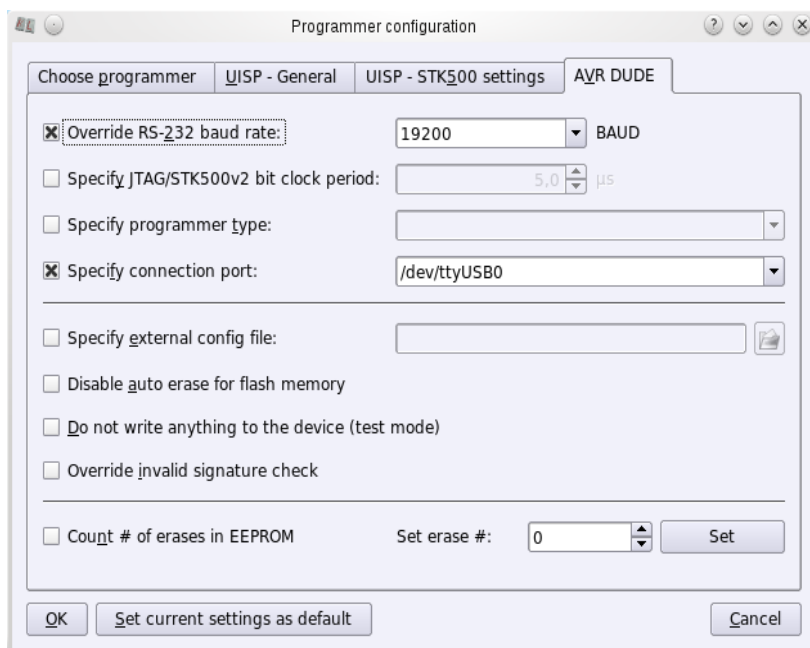 Programmer configuration
Choose programmer UISP - General UISP - STK500 settings AVR DUDE
Override RS-232 baud rate: 19200 BAUD
Specify JTAG/STK500v2 bit clock period: 5,0 µs
Specify programmer type:
Specify connection port: /dev/ttyUSB0
Specify external config file:
Disable auto erase for flash memory
Do not write anything to the device (test mode)
Override invalid signature check
Count # of erases in EEPROM Set erase #: 0 Set
OK Set current settings as default Cancel